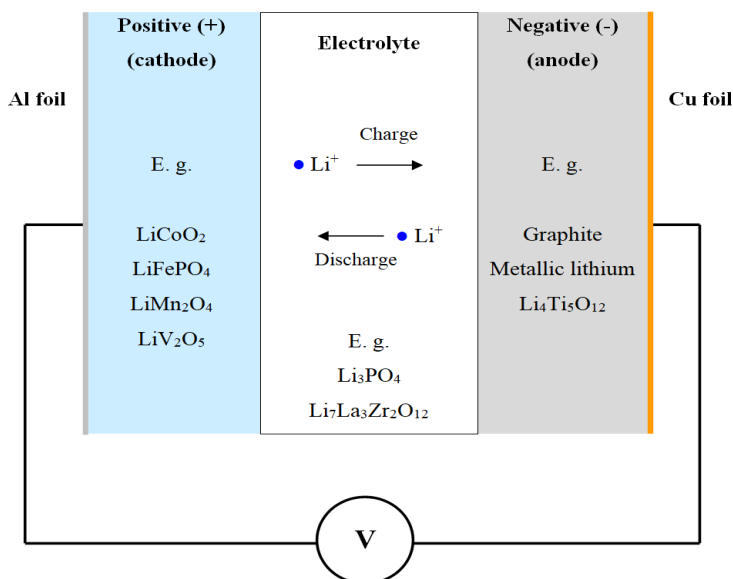 Positive (+)
(cathode)
Electrolyte
Negative (-)
(anode)
Al foil
Cu foil
Charge
E. g.
Li⁺
E. g.
LiCoO₂
LiFePO₄
LiMn₂O₄
LiV₂O₅
Li⁺
Discharge
Graphite
Metallic lithium
Li₄Ti₅O₁₂
E. g.
Li₃PO₄
Li₇La₃Zr₂O₁₂
V